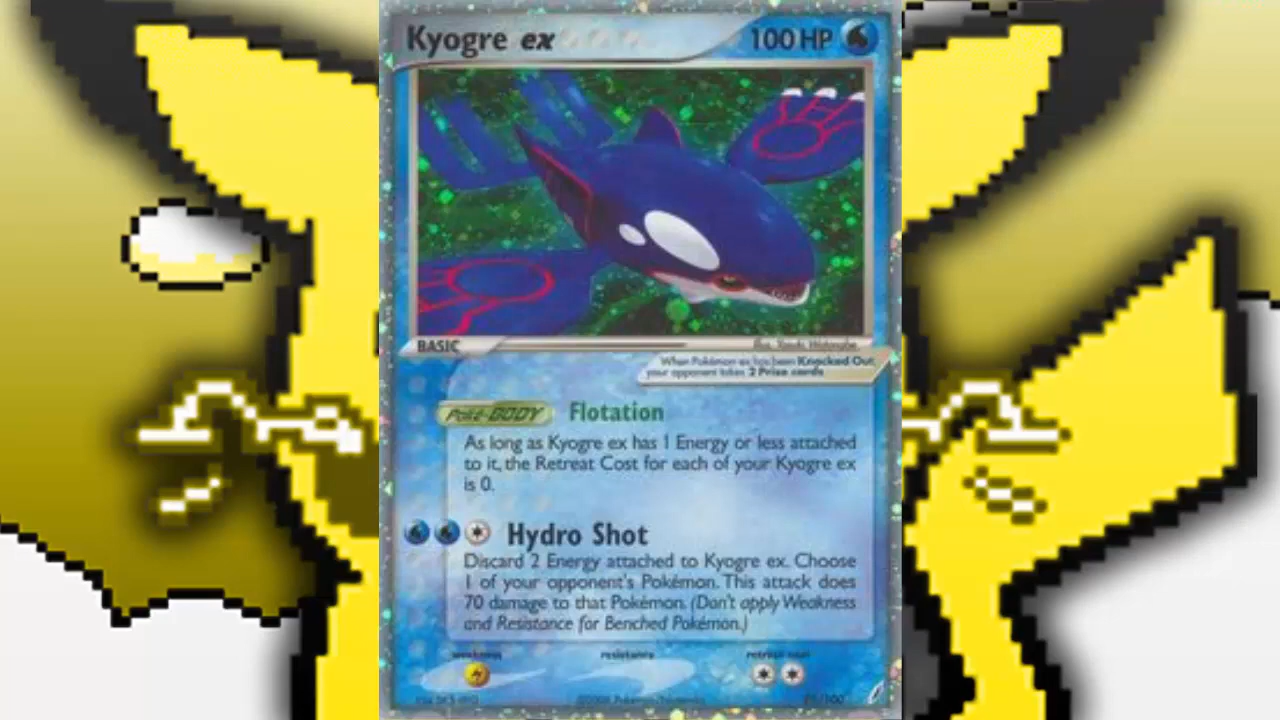 Kyogre ex 100 HP
BASIC
When Pokémon ex has been Knocked Out,
your opponent takes 2 Prize cards.
Poké-BODY Flotation
As long as Kyogre ex has 1 Energy or less attached
to it, the Retreat Cost for each of your Kyogre ex
is 0.
Hydro Shot
Discard 2 Energy attached to Kyogre ex. Choose
1 of your opponent's Pokémon. This attack does
70 damage to that Pokémon. (Don't apply Weakness
and Resistance for Benched Pokémon.)
weakness resistance retreat cost